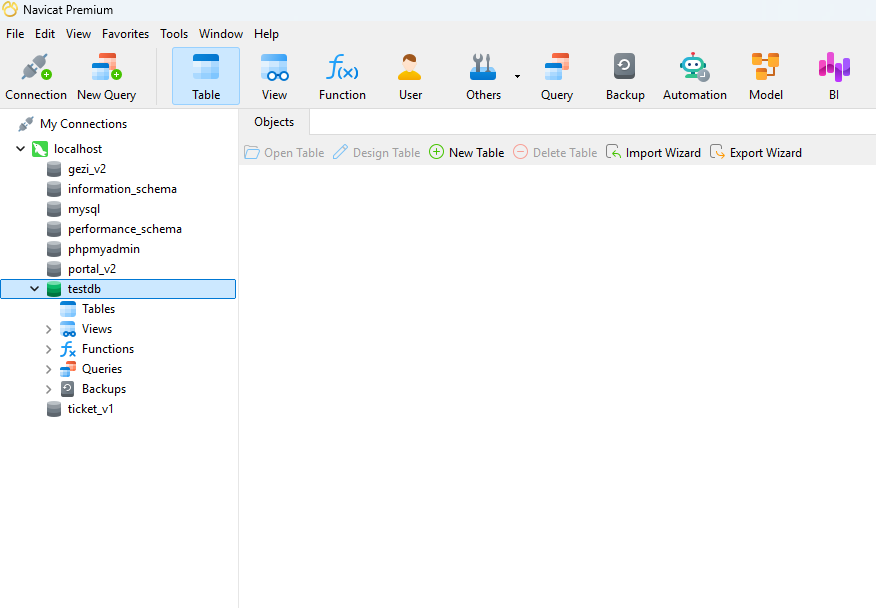 Navicat Premium
File Edit View Favorites Tools Window Help
Connection New Query Table View Function User Others Query Backup Automation Model BI
My Connections
localhost
gezi_v2
information_schema
mysql
performance_schema
phpmyadmin
portal_v2
testdb
Tables
Views
Functions
Queries
Backups
ticket_v1
Objects
Open Table Design Table New Table Delete Table Import Wizard Export Wizard